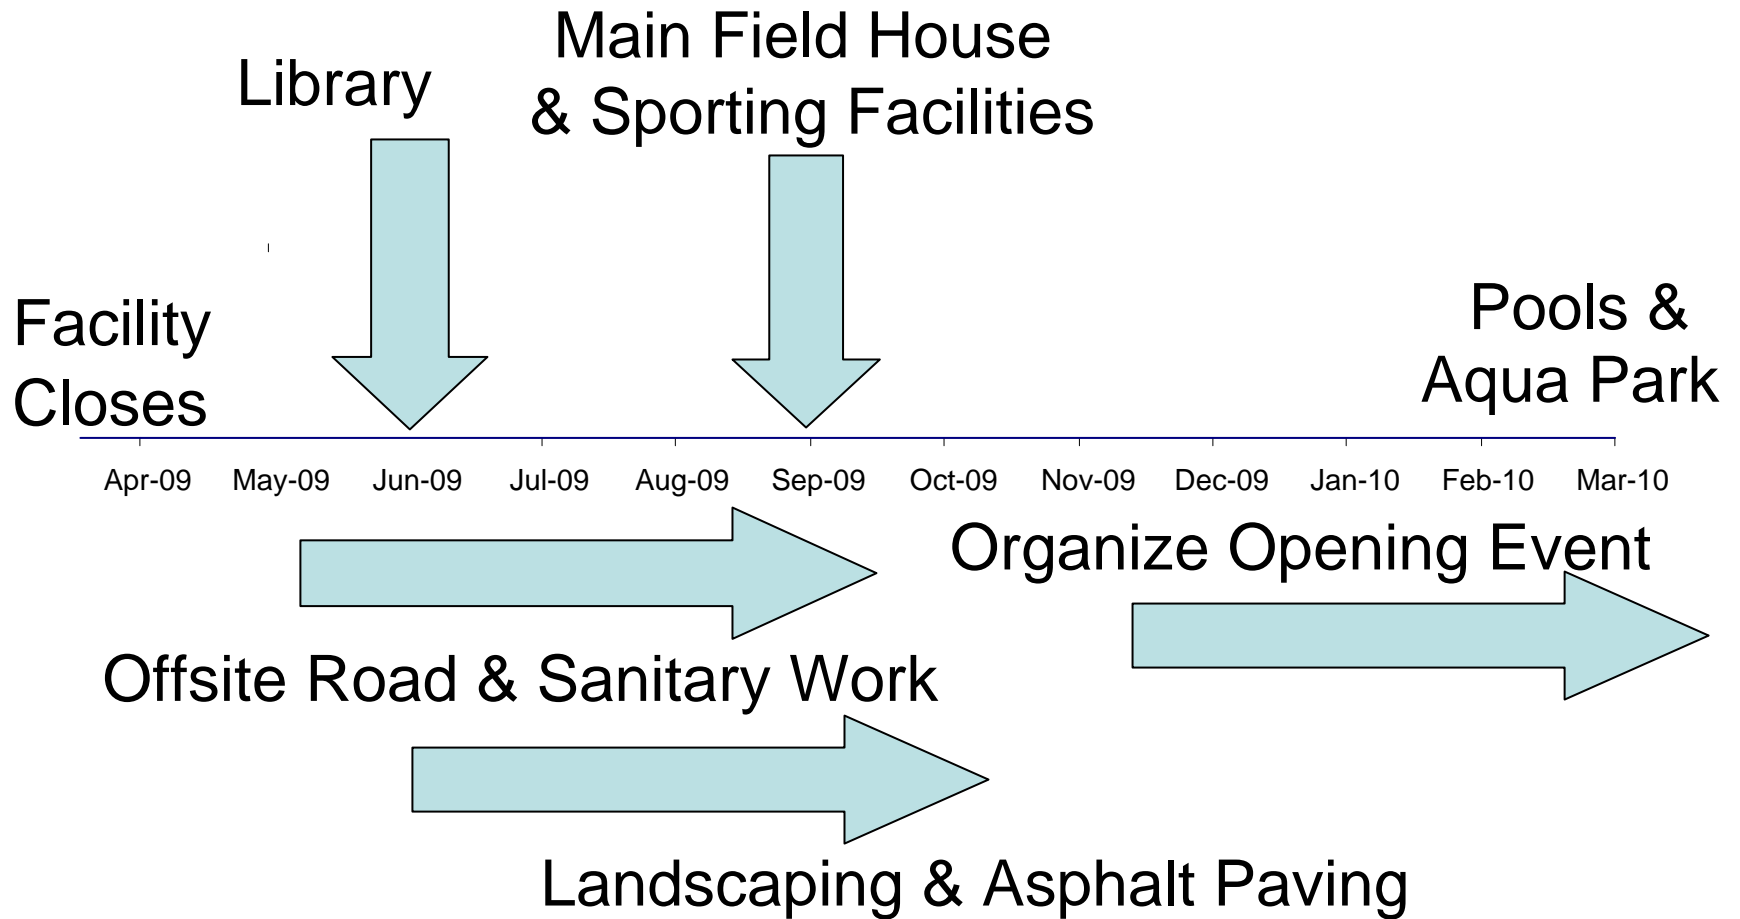 Main Field House
& Sporting Facilities
Library
Facility
Closes
Pools &
Aqua Park
Apr-09 May-09 Jun-09 Jul-09 Aug-09 Sep-09 Oct-09 Nov-09 Dec-09 Jan-10 Feb-10 Mar-10
Organize Opening Event
Offsite Road & Sanitary Work
Landscaping & Asphalt Paving